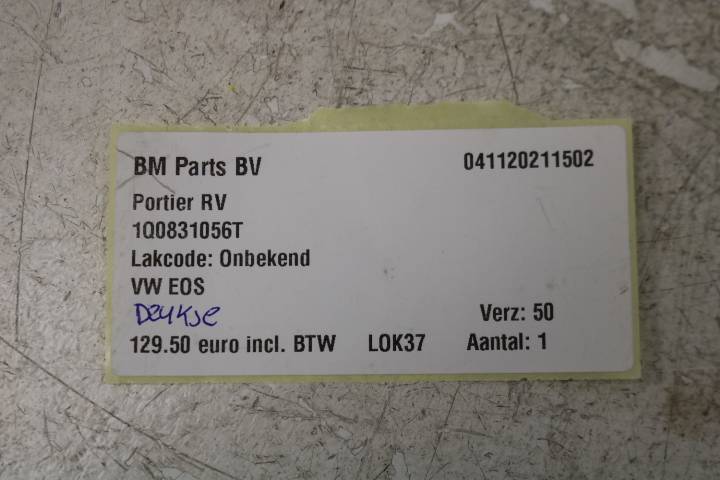 BM Parts BV 041120211502
Portier RV
1Q0831056T
Lakcode: Onbekend
VW EOS
Deukje Verz: 50
129.50 euro incl. BTW LOK37 Aantal: 1